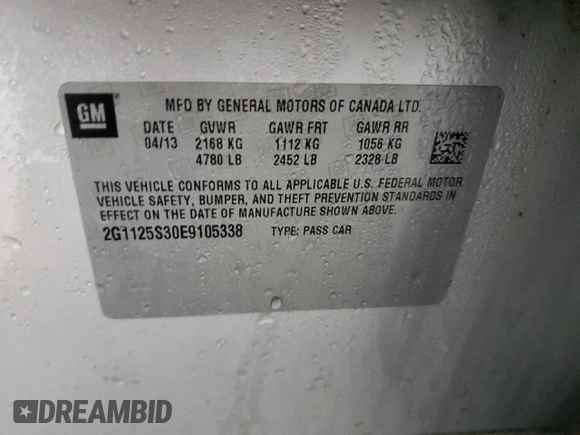 GM
MFD BY GENERAL MOTORS OF CANADA LTD.
DATE GVWR GAWR FRT GAWR RR
04/13 2168 KG 1112 KG 1056 KG
4780 LB 2452 LB 2328 LB
THIS VEHICLE CONFORMS TO ALL APPLICABLE U.S. FEDERAL MOTOR
VEHICLE SAFETY, BUMPER, AND THEFT PREVENTION STANDARDS IN
EFFECT ON THE DATE OF MANUFACTURE SHOWN ABOVE.
2G1125S30E9105338 TYPE: PASS CAR
DREAMBID